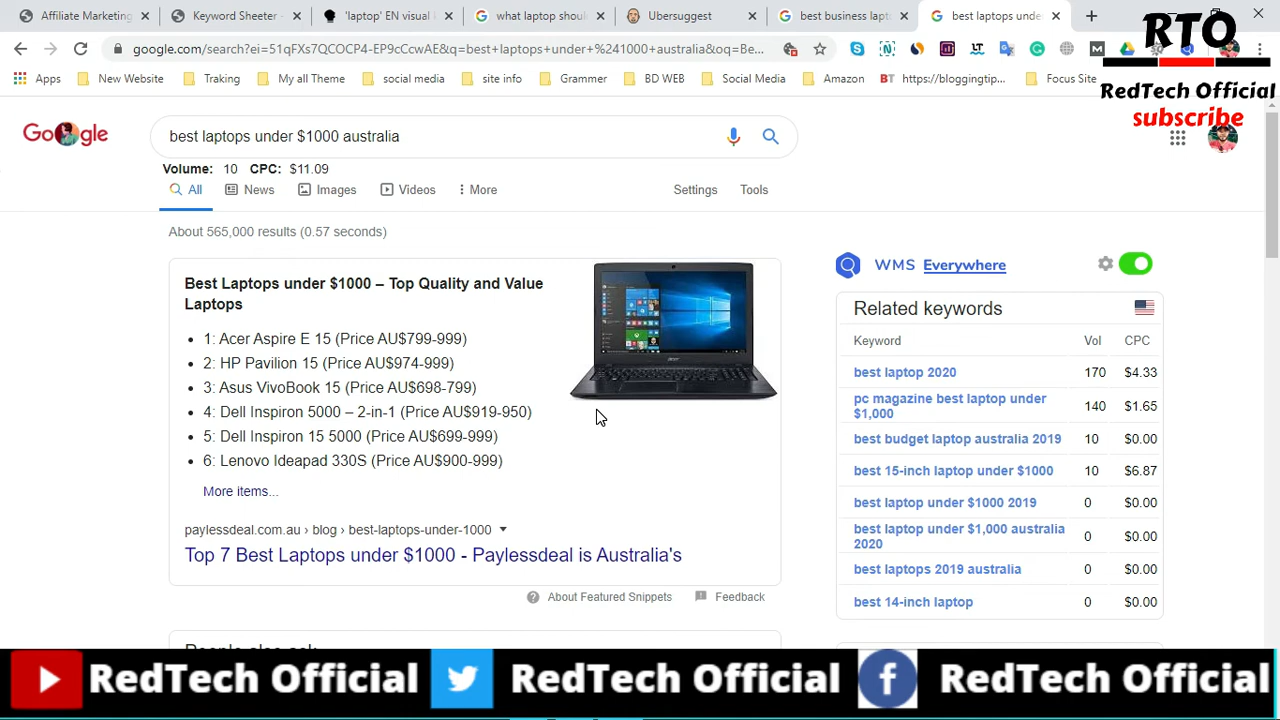 Affiliate Marketing
Keyword Sheeter -
'laptop' EN visual k
what laptop shou
Ubersuggest
best business lapt
best laptops unde
RTO
google.com/search?rei=51qFXs7QCOCP4-EP9cCcwAE&q=best+laptops+under+%241000+australia&oq=Be...
Apps
New Website
Traking
My all Theme
social media
site info
Grammer
BD WEB
Social Media
Amazon
BT https://bloggingtip...
Focus Site
RedTech Official
subscribe
Google
best laptops under $1000 australia
Volume: 10 CPC: $11.09
All
News
Images
Videos
More
Settings
Tools
About 565,000 results (0.57 seconds)
Best Laptops under $1000 – Top Quality and Value
Laptops
1: Acer Aspire E 15 (Price AU$799-999)
2: HP Pavilion 15 (Price AU$974-999)
3: Asus VivoBook 15 (Price AU$698-799)
4: Dell Inspiron 5000 – 2-in-1 (Price AU$919-950)
5: Dell Inspiron 15 5000 (Price AU$699-999)
6: Lenovo Ideapad 330S (Price AU$900-999)
More items...
paylessdeal.com.au › blog › best-laptops-under-1000
Top 7 Best Laptops under $1000 - Paylessdeal is Australia's
About Featured Snippets
Feedback
WMS Everywhere
Related keywords
Keyword Vol CPC
best laptop 2020 170 $4.33
pc magazine best laptop under
$1,000 140 $1.65
best budget laptop australia 2019 10 $0.00
best 15-inch laptop under $1000 10 $6.87
best laptop under $1000 2019 0 $0.00
best laptop under $1,000 australia
2020 0 $0.00
best laptops 2019 australia 0 $0.00
best 14-inch laptop 0 $0.00
People also ask
RedTech Official
RedTech Official
RedTech Official